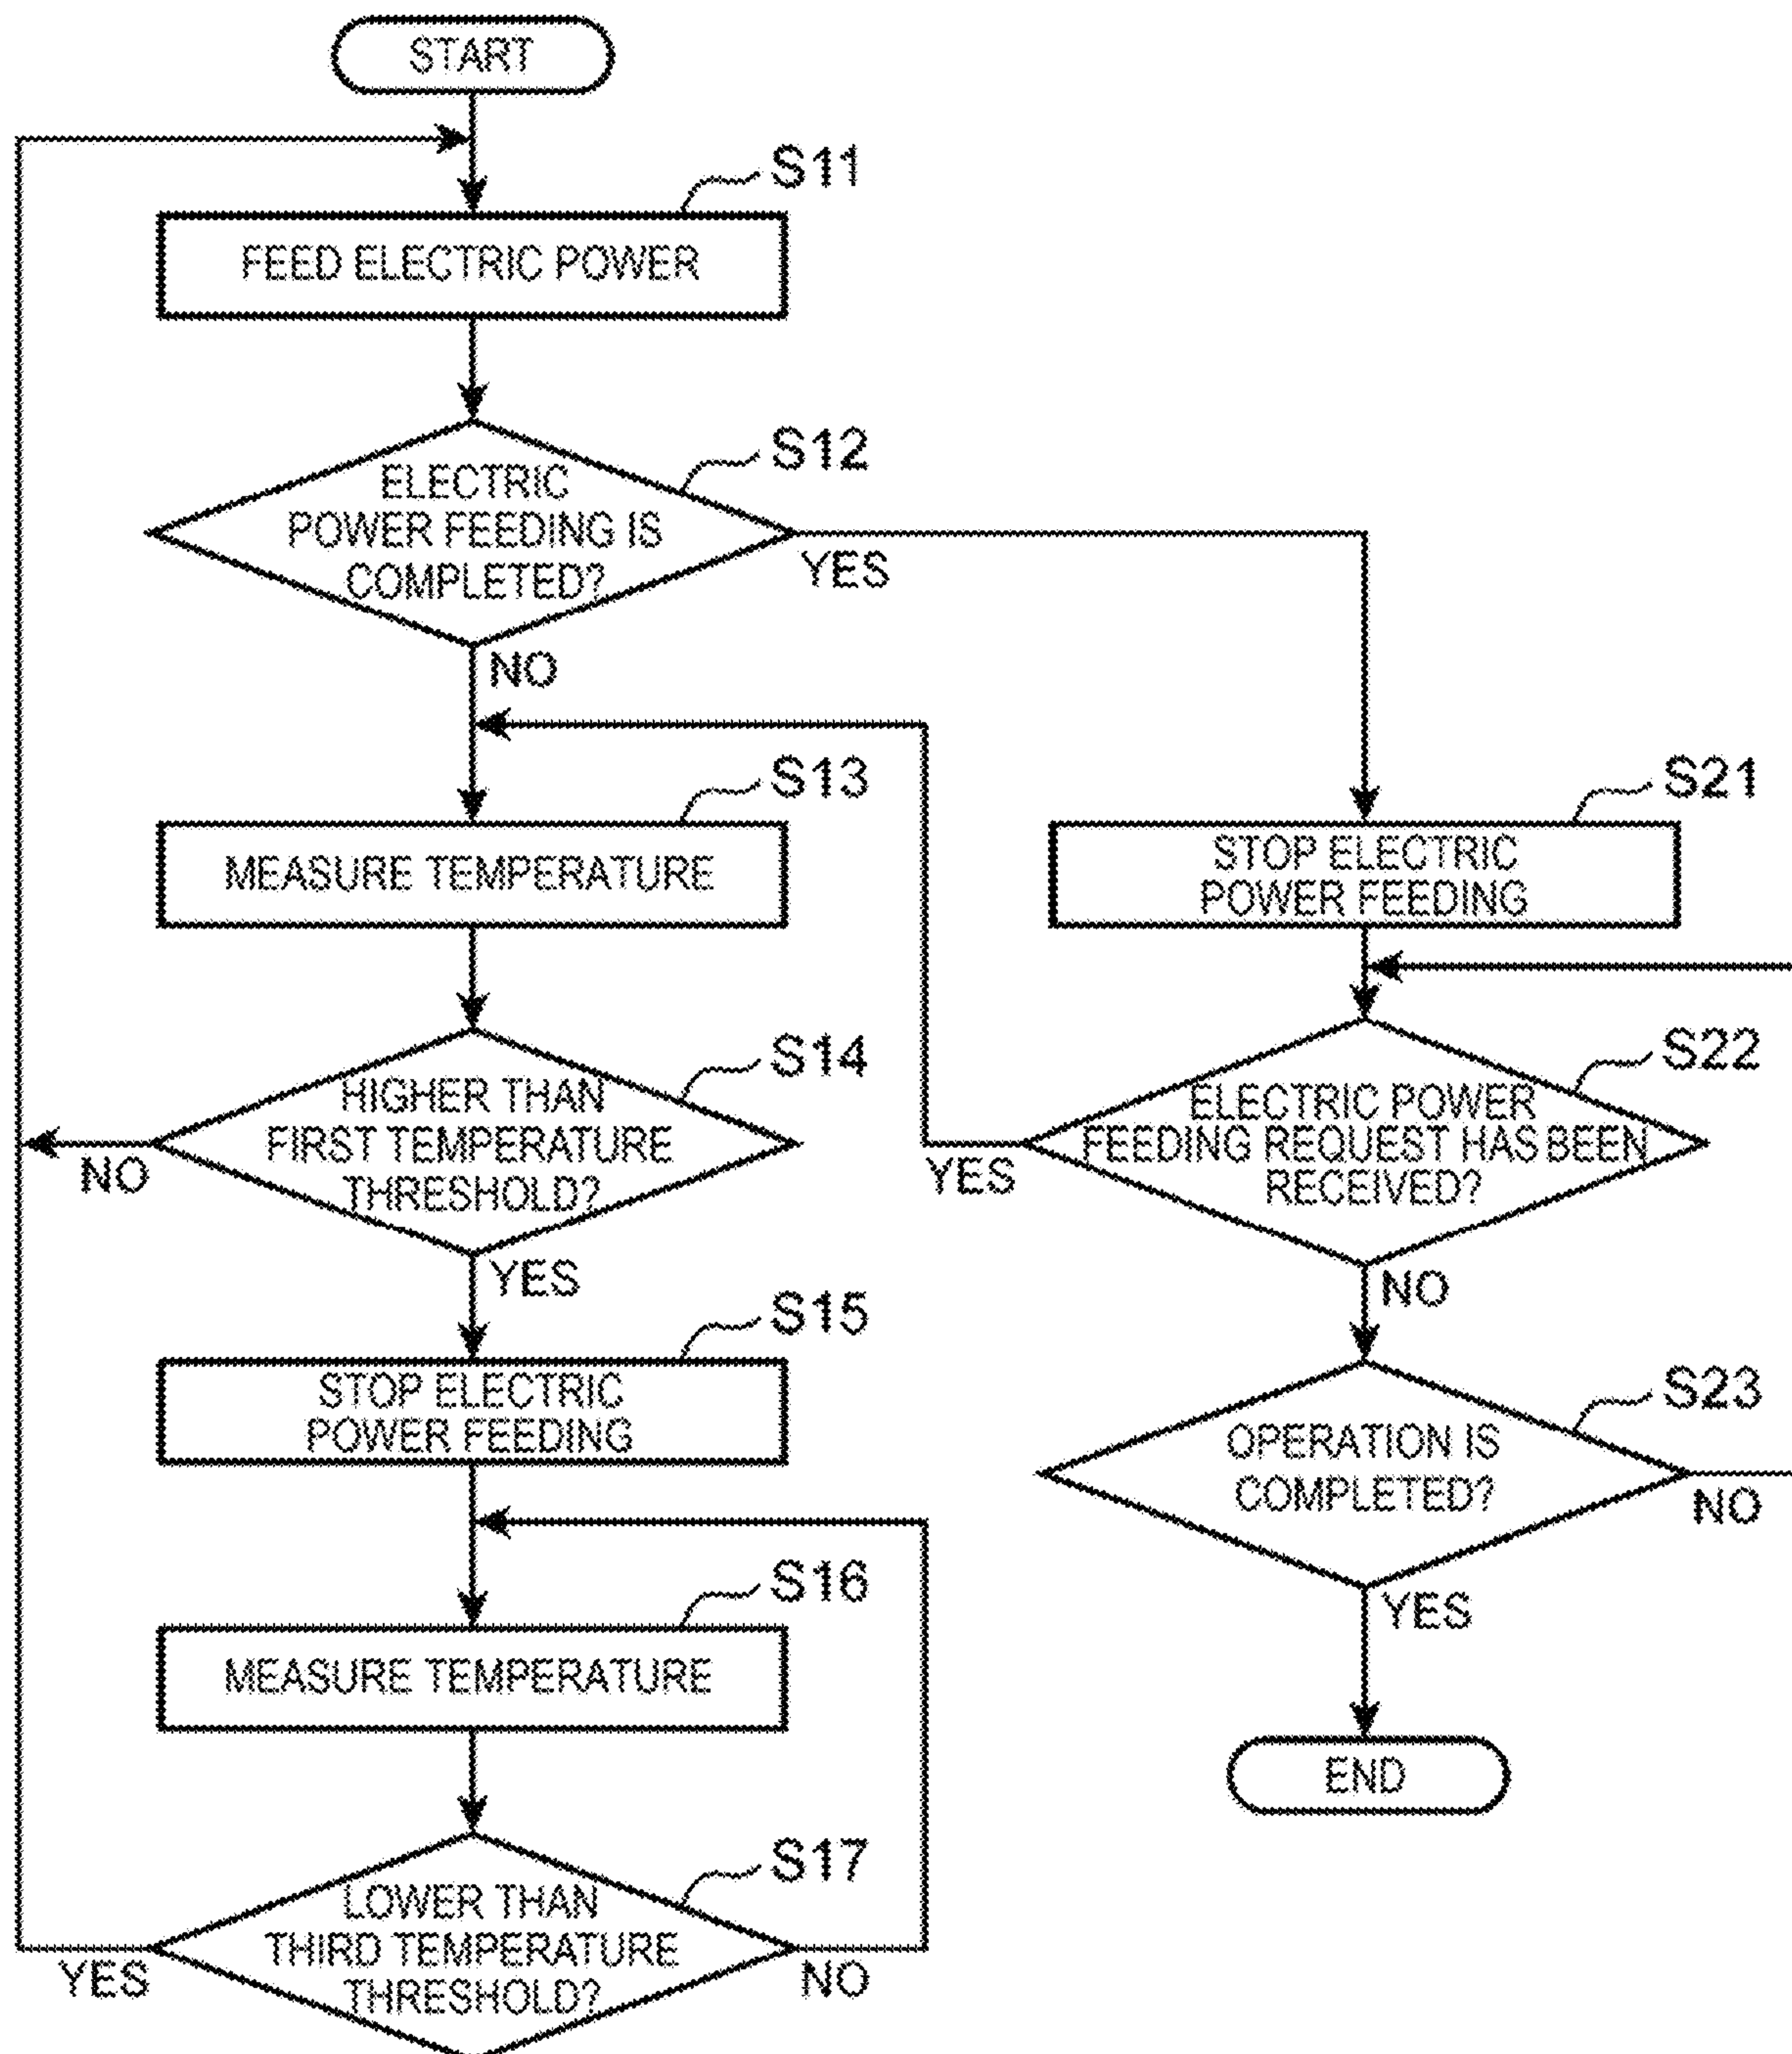 START
S11
FEED ELECTRIC POWER
S12
ELECTRIC
POWER FEEDING IS
COMPLETED?
YES
NO
S13
MEASURE TEMPERATURE
S14
HIGHER THAN
FIRST TEMPERATURE
THRESHOLD?
NO
YES
S15
STOP ELECTRIC
POWER FEEDING
S16
MEASURE TEMPERATURE
S17
LOWER THAN
THIRD TEMPERATURE
THRESHOLD?
YES
NO
S21
STOP ELECTRIC
POWER FEEDING
S22
ELECTRIC POWER
FEEDING REQUEST HAS BEEN
RECEIVED?
YES
NO
S23
OPERATION IS
COMPLETED?
NO
YES
END